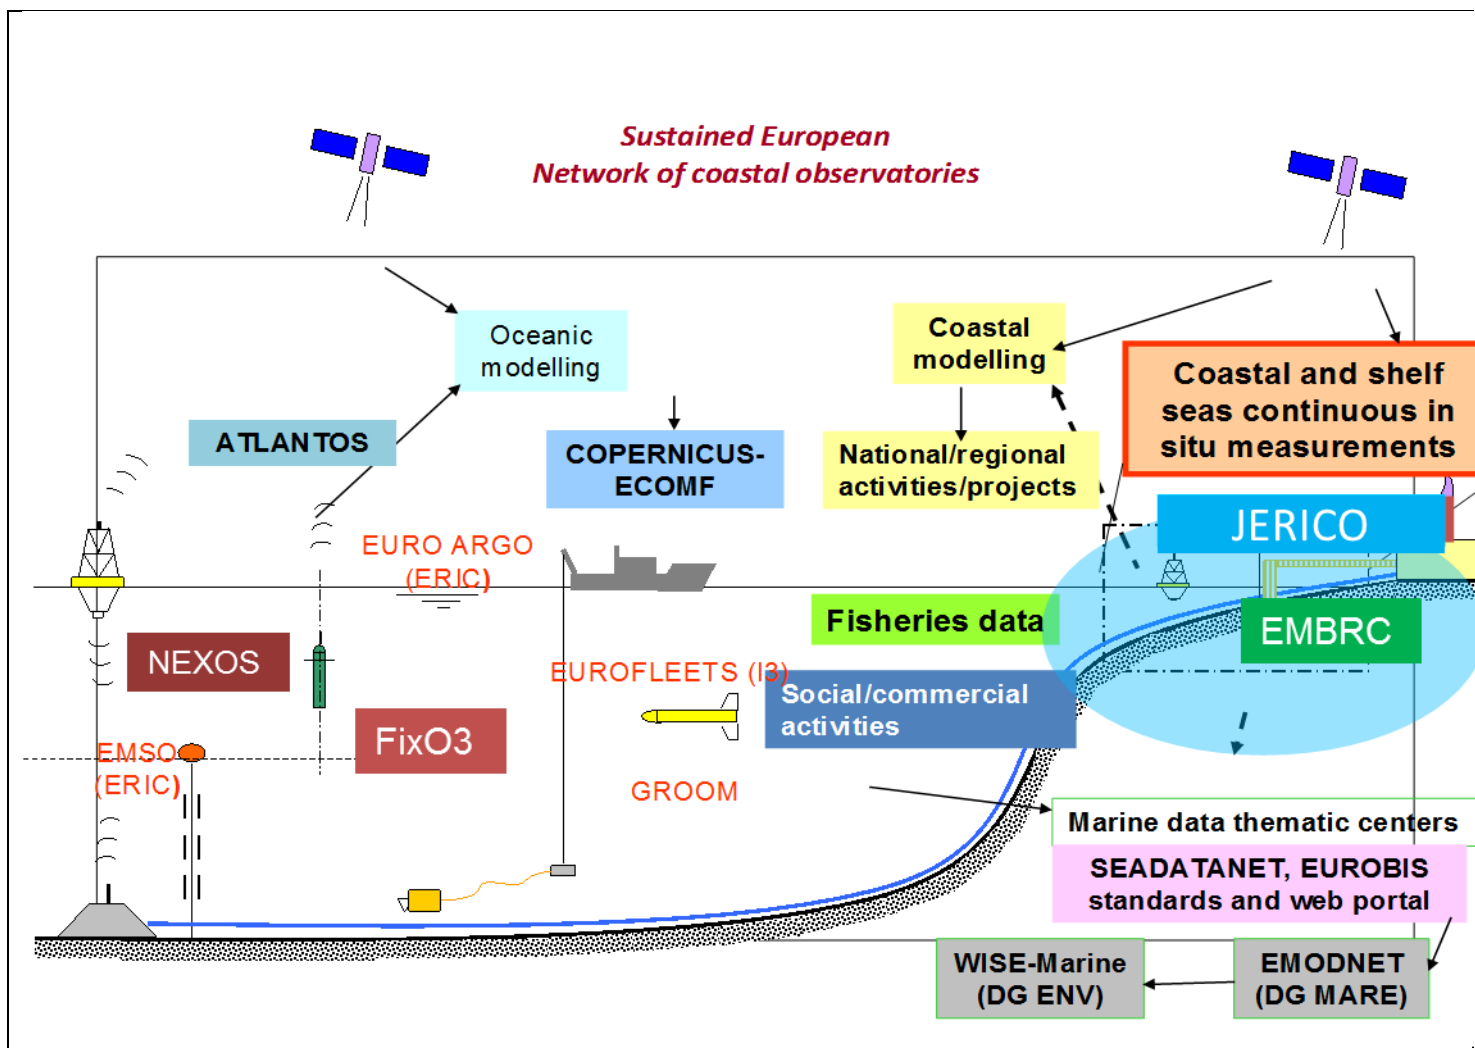 Sustained European
Network of coastal observatories
Oceanic
modelling
Coastal
modelling
Coastal and shelf
seas continuous in
situ measurements
ATLANTOS
COPERNICUS-
ECOMF
National/regional
activities/projects
JERICO
EURO ARGO
(ERIC)
Fisheries data
EMBRC
NEXOS
EUROFLEETS (I3)
Social/commercial
activities
FixO3
EMSO
(ERIC)
GROOM
Marine data thematic centers
SEADATANET, EUROBIS
standards and web portal
WISE-Marine
(DG ENV)
EMODNET
(DG MARE)